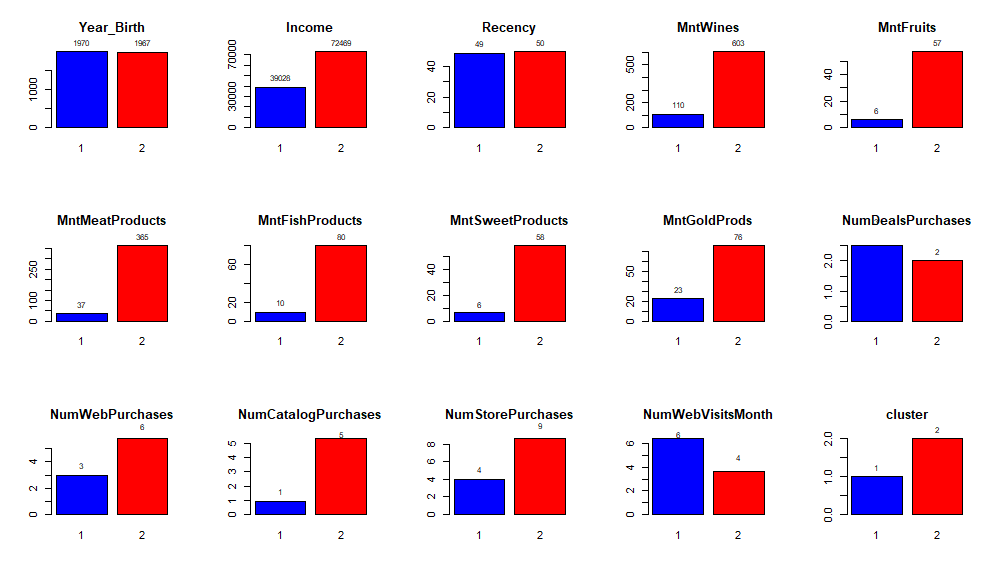 Year_Birth
1970 1967
0 1000
1 2
Income
39028 72469
0 30000 70000
1 2
Recency
49 50
0 20 40
1 2
MntWines
110 603
0 200 500
1 2
MntFruits
6 57
0 20 40
1 2
MntMeatProducts
37 365
0 100 250
1 2
MntFishProducts
10 80
0 20 60
1 2
MntSweetProducts
6 58
0 20 40
1 2
MntGoldProds
23 76
0 20 50
1 2
NumDealsPurchases
2
0.0 1.0 2.0
1 2
NumWebPurchases
3 6
0 2 4
1 2
NumCatalogPurchases
1 5
0 1 2 3 4 5
1 2
NumStorePurchases
4 9
0 2 4 6 8
1 2
NumWebVisitsMonth
6 4
0 2 4 6
1 2
cluster
1 2
0.0 1.0 2.0
1 2